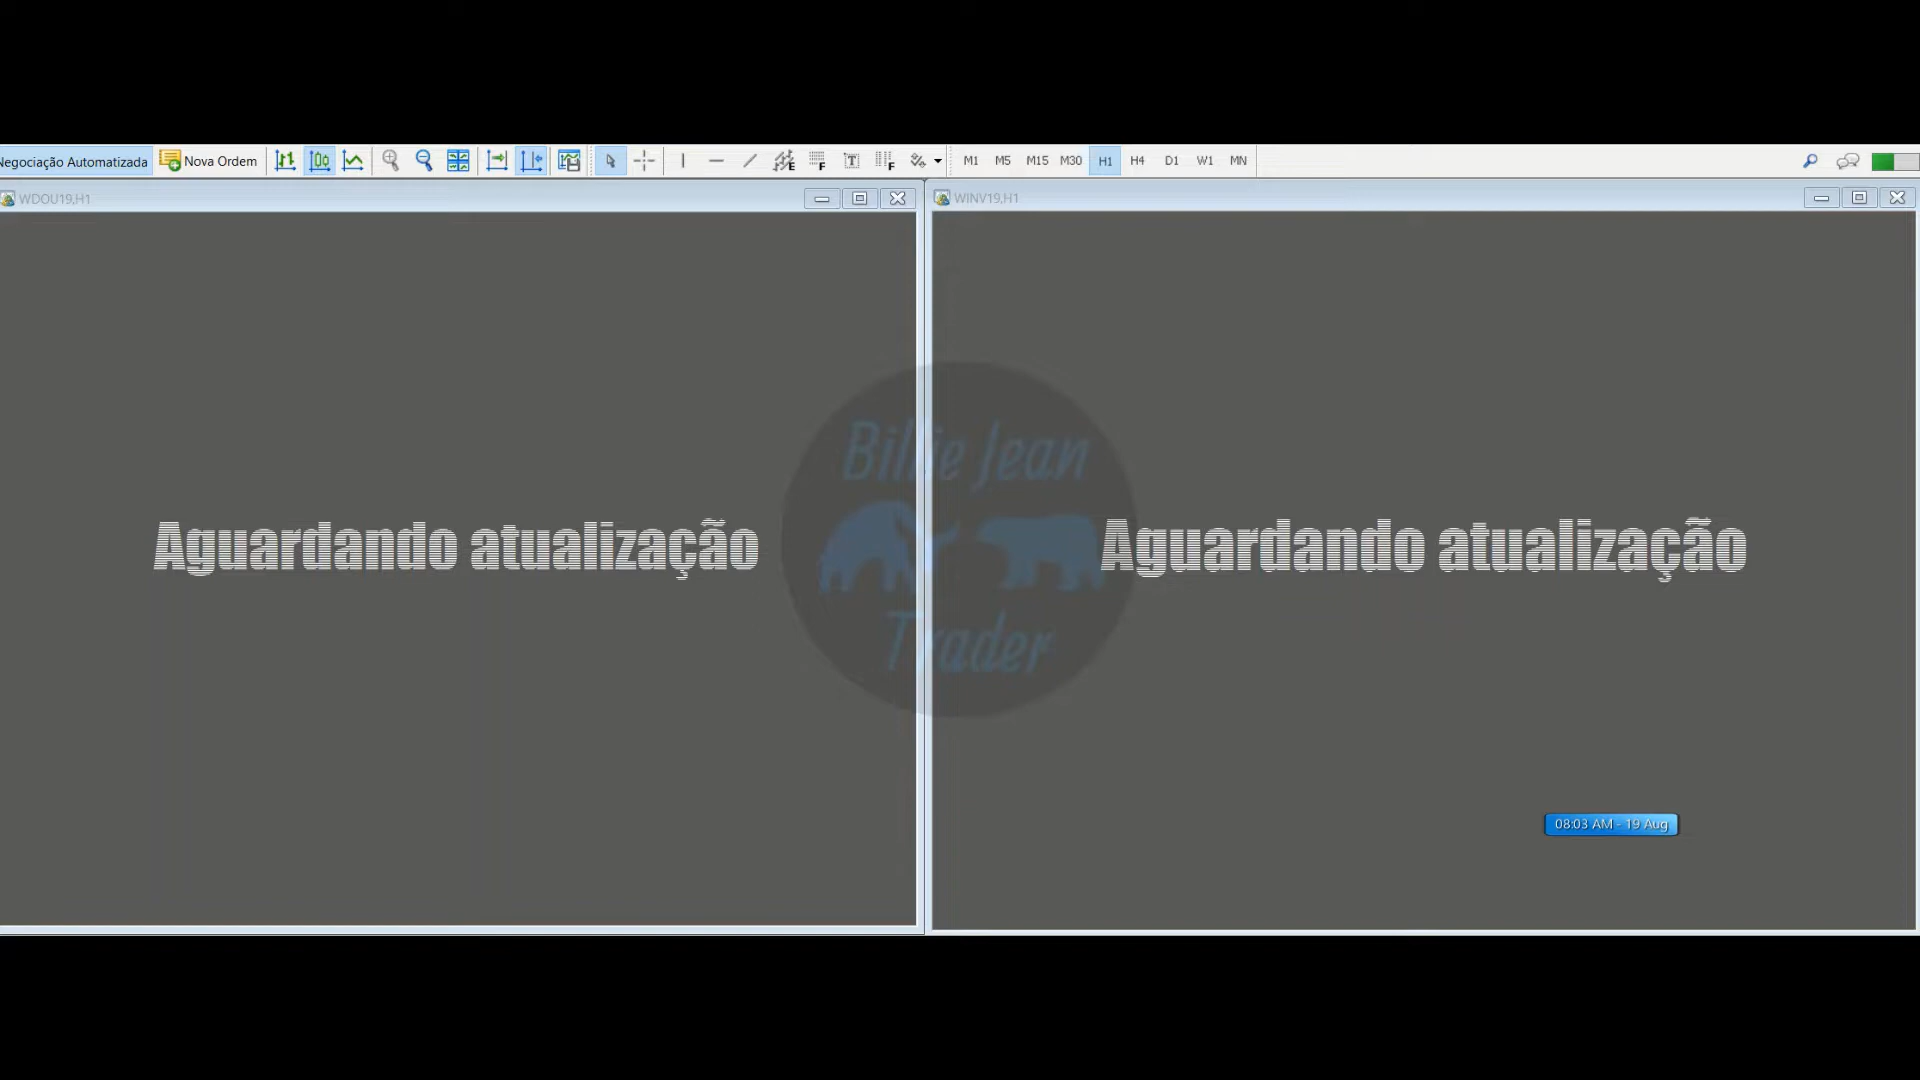 Negociação Automatizada
Nova Ordem
M1 M5 M15 M30 H1 H4 D1 W1 MN
WDOU19,H1
WINV19,H1
Billie Jean
Aguardando atualização
Aguardando atualização
Trader
08:03 AM - 19 Aug